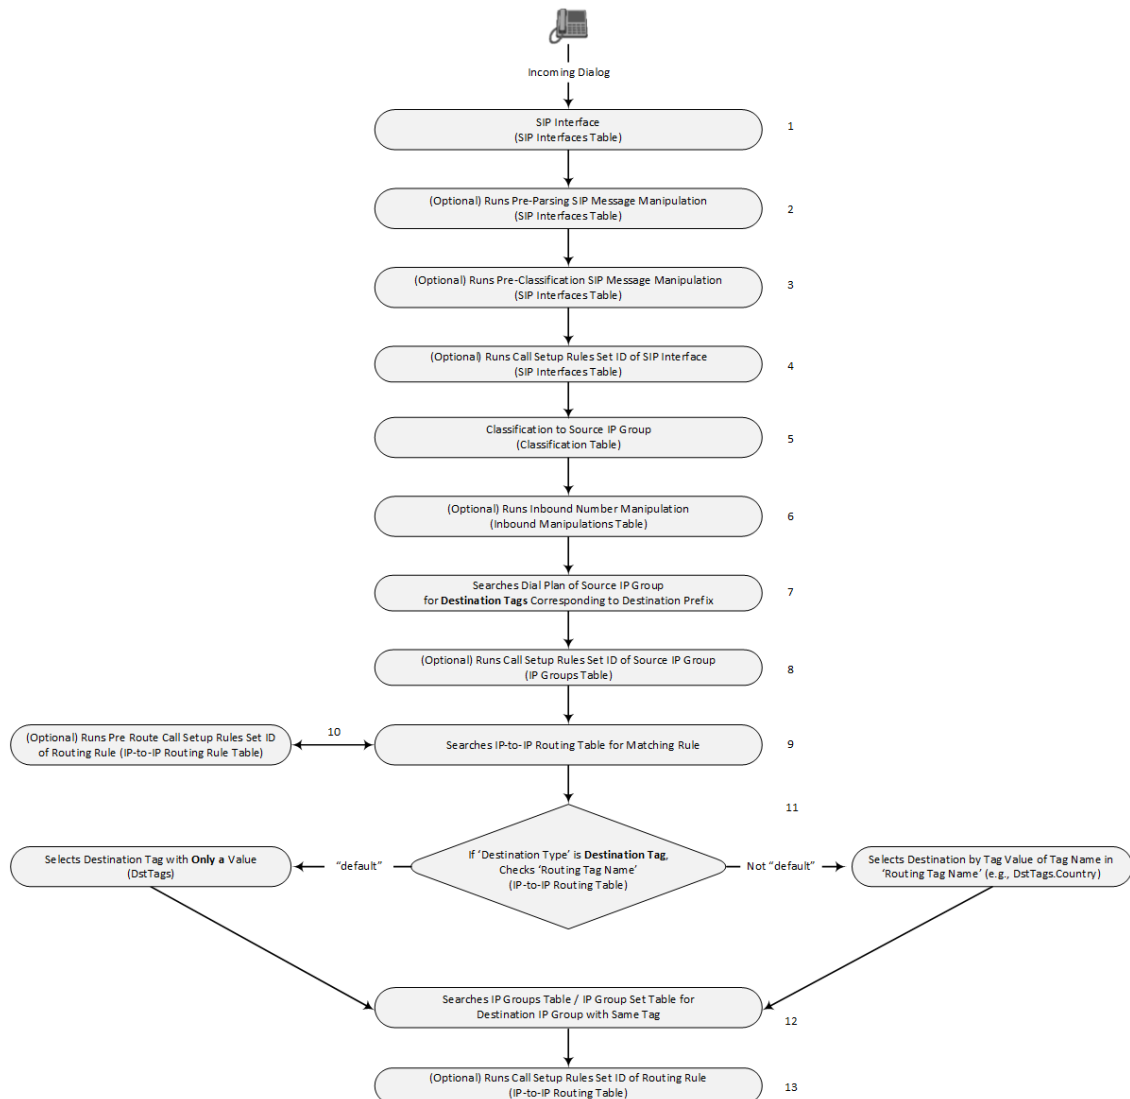 Incoming Dialog
SIP Interface
(SIP Interfaces Table)
1
(Optional) Runs Pre-Parsing SIP Message Manipulation
(SIP Interfaces Table)
2
(Optional) Runs Pre-Classification SIP Message Manipulation
(SIP Interfaces Table)
3
(Optional) Runs Call Setup Rules Set ID of SIP Interface
(SIP Interfaces Table)
4
Classification to Source IP Group
(Classification Table)
5
(Optional) Runs Inbound Number Manipulation
(Inbound Manipulations Table)
6
Searches Dial Plan of Source IP Group
for Destination Tags Corresponding to Destination Prefix
7
(Optional) Runs Call Setup Rules Set ID of Source IP Group
(IP Groups Table)
8
(Optional) Runs Pre Route Call Setup Rules Set ID
of Routing Rule (IP-to-IP Routing Rule Table)
10
Searches IP-to-IP Routing Table for Matching Rule
9
11
If ‘Destination Type’ is Destination Tag,
Checks ‘Routing Tag Name’
(IP-to-IP Routing Table)
Selects Destination Tag with Only a Value
(DstTags)
“default”
Not “default”
Selects Destination by Tag Value of Tag Name in
‘Routing Tag Name’ (e.g., DstTags.Country)
Searches IP Groups Table / IP Group Set Table for
Destination IP Group with Same Tag
12
(Optional) Runs Call Setup Rules Set ID of Routing Rule
(IP-to-IP Routing Table)
13